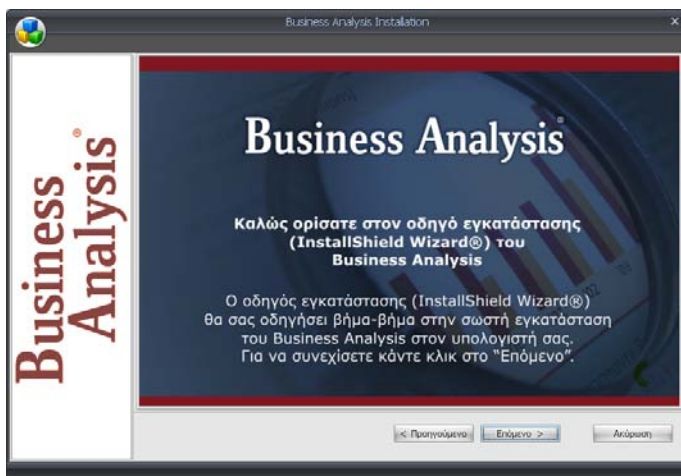 Business Analysis Installation
Business
Analysis®
Business Analysis®
Καλώς ορίσατε στον οδηγό εγκατάστασης
(InstallShield Wizard®) του
Business Analysis
Ο οδηγός εγκατάστασης (InstallShield Wizard®)
θα σας οδηγήσει βήμα-βήμα στην σωστή εγκατάσταση
του Business Analysis στον υπολογιστή σας.
Για να συνεχίσετε κάντε κλικ στο “Επόμενο”.
< Προηγούμενο
Επόμενο >
Ακύρωση